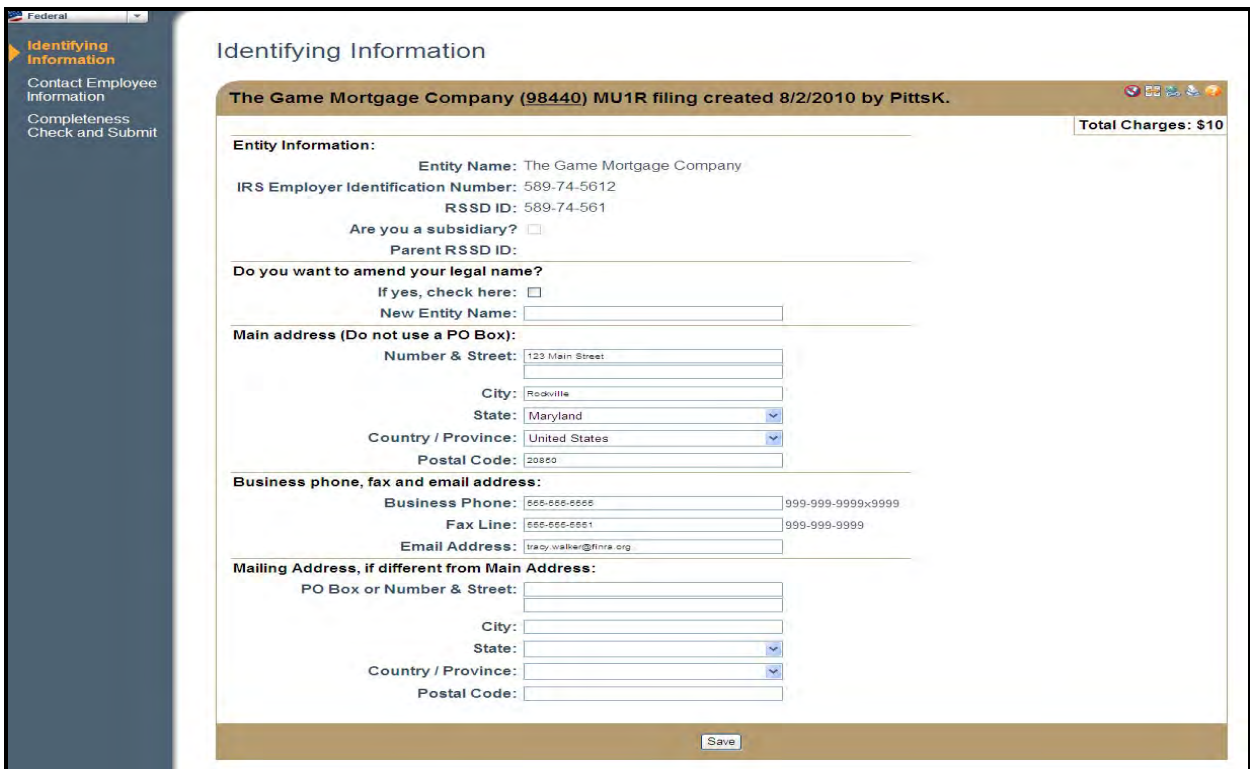 Federal
Identifying
Information
Contact Employee
Information
Completeness
Check and Submit
Identifying Information
The Game Mortgage Company (98440) MU1R filing created 8/2/2010 by PittsK.
Total Charges: $10
Entity Information:
Entity Name: The Game Mortgage Company
IRS Employer Identification Number: 589-74-5612
RSSD ID: 589-74-561
Are you a subsidiary?
Parent RSSD ID:
Do you want to amend your legal name?
If yes, check here:
New Entity Name:
Main address (Do not use a PO Box):
Number & Street: 123 Main Street
City: Rockville
State: Maryland
Country / Province: United States
Postal Code: 20850
Business phone, fax and email address:
Business Phone: 999-999-9999x9999
Fax Line: 999-999-9999
Email Address: tracy.walker@finra.org
Mailing Address, if different from Main Address:
PO Box or Number & Street:
City:
State:
Country / Province:
Postal Code:
Save